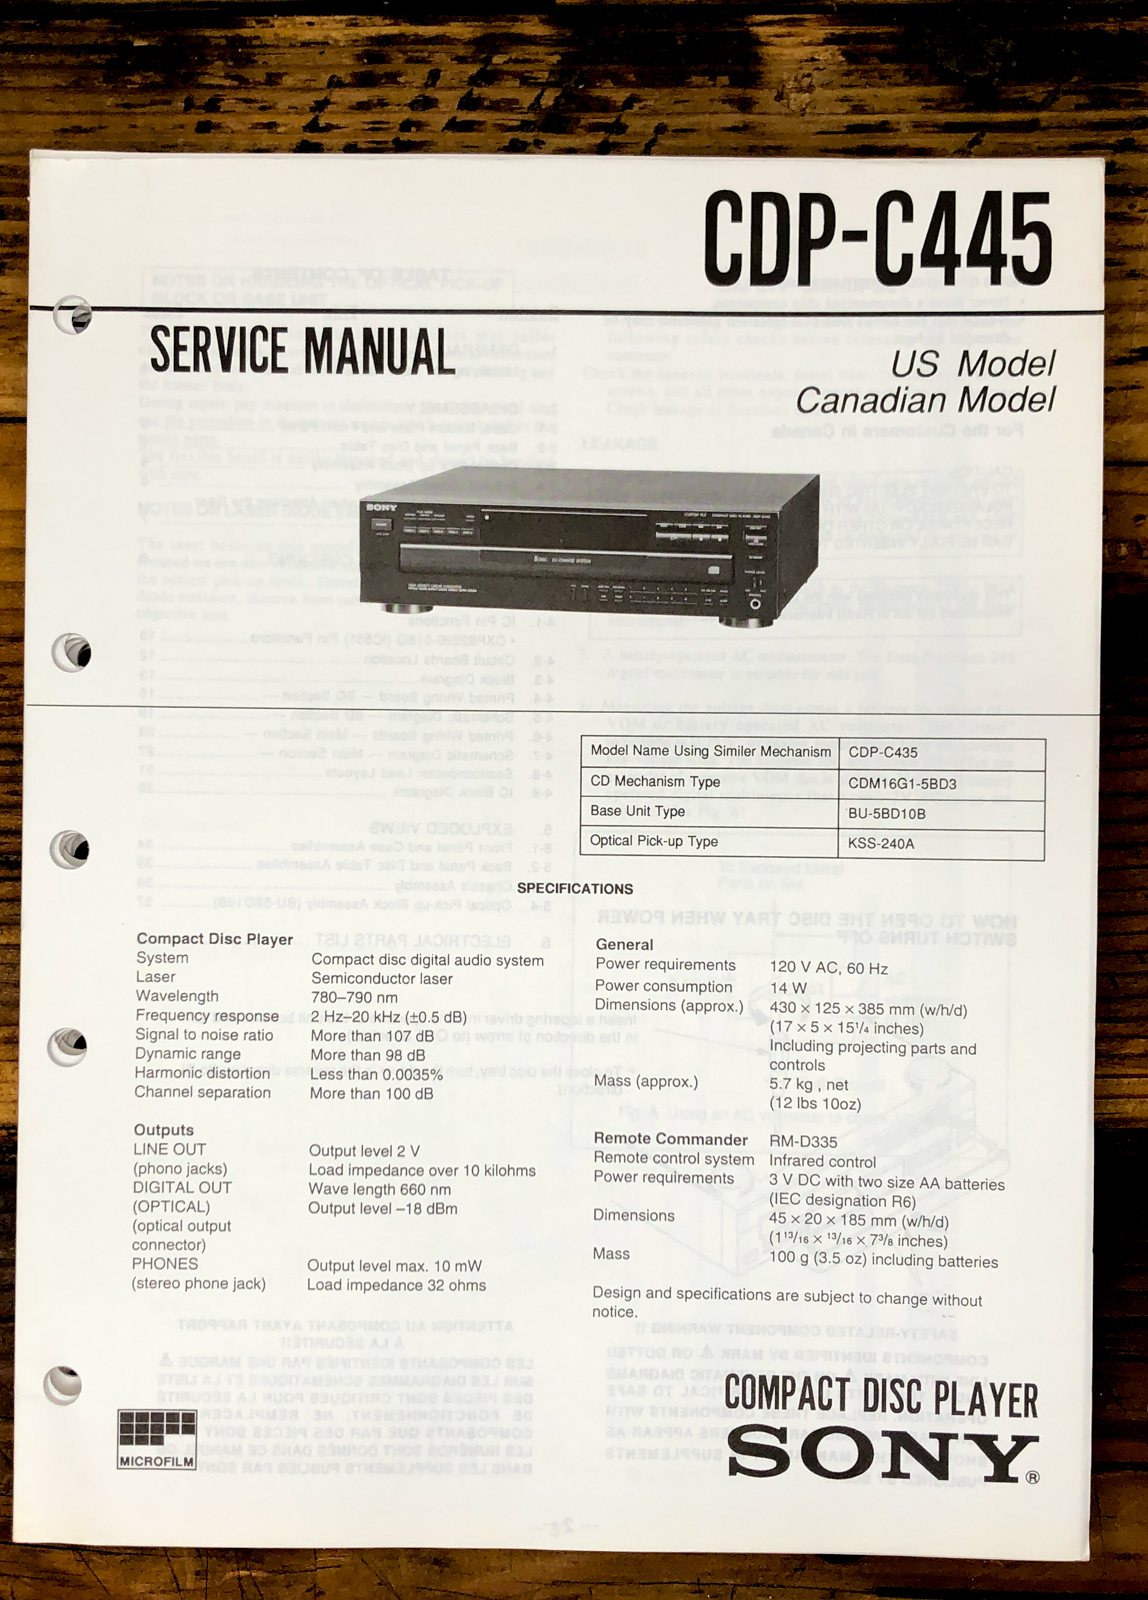 CDP-C445
SERVICE MANUAL
US Model
Canadian Model
SONY
Model Name Using Similer Mechanism CDP-C435
CD Mechanism Type CDM16G1-5BD3
Base Unit Type BU-5BD10B
Optical Pick-up Type KSS-240A
SPECIFICATIONS
Compact Disc Player
System Compact disc digital audio system
Laser Semiconductor laser
Wavelength 780–790 nm
Frequency response 2 Hz–20 kHz (±0.5 dB)
Signal to noise ratio More than 107 dB
Dynamic range More than 98 dB
Harmonic distortion Less than 0.0035%
Channel separation More than 100 dB
Outputs
LINE OUT Output level 2 V
(phono jacks) Load impedance over 10 kilohms
DIGITAL OUT Wave length 660 nm
(OPTICAL) Output level –18 dBm
(optical output
connector)
PHONES Output level max. 10 mW
(stereo phone jack) Load impedance 32 ohms
General
Power requirements 120 V AC, 60 Hz
Power consumption 14 W
Dimensions (approx.) 430 × 125 × 385 mm (w/h/d)
(17 × 5 × 15 1/4 inches)
Including projecting parts and
controls
Mass (approx.) 5.7 kg , net
(12 lbs 10oz)
Remote Commander RM-D335
Remote control system Infrared control
Power requirements 3 V DC with two size AA batteries
(IEC designation R6)
Dimensions 45 × 20 × 185 mm (w/h/d)
(1 13/16 × 13/16 × 7 3/8 inches)
Mass 100 g (3.5 oz) including batteries
Design and specifications are subject to change without
notice.
MICROFILM
COMPACT DISC PLAYER
SONY®